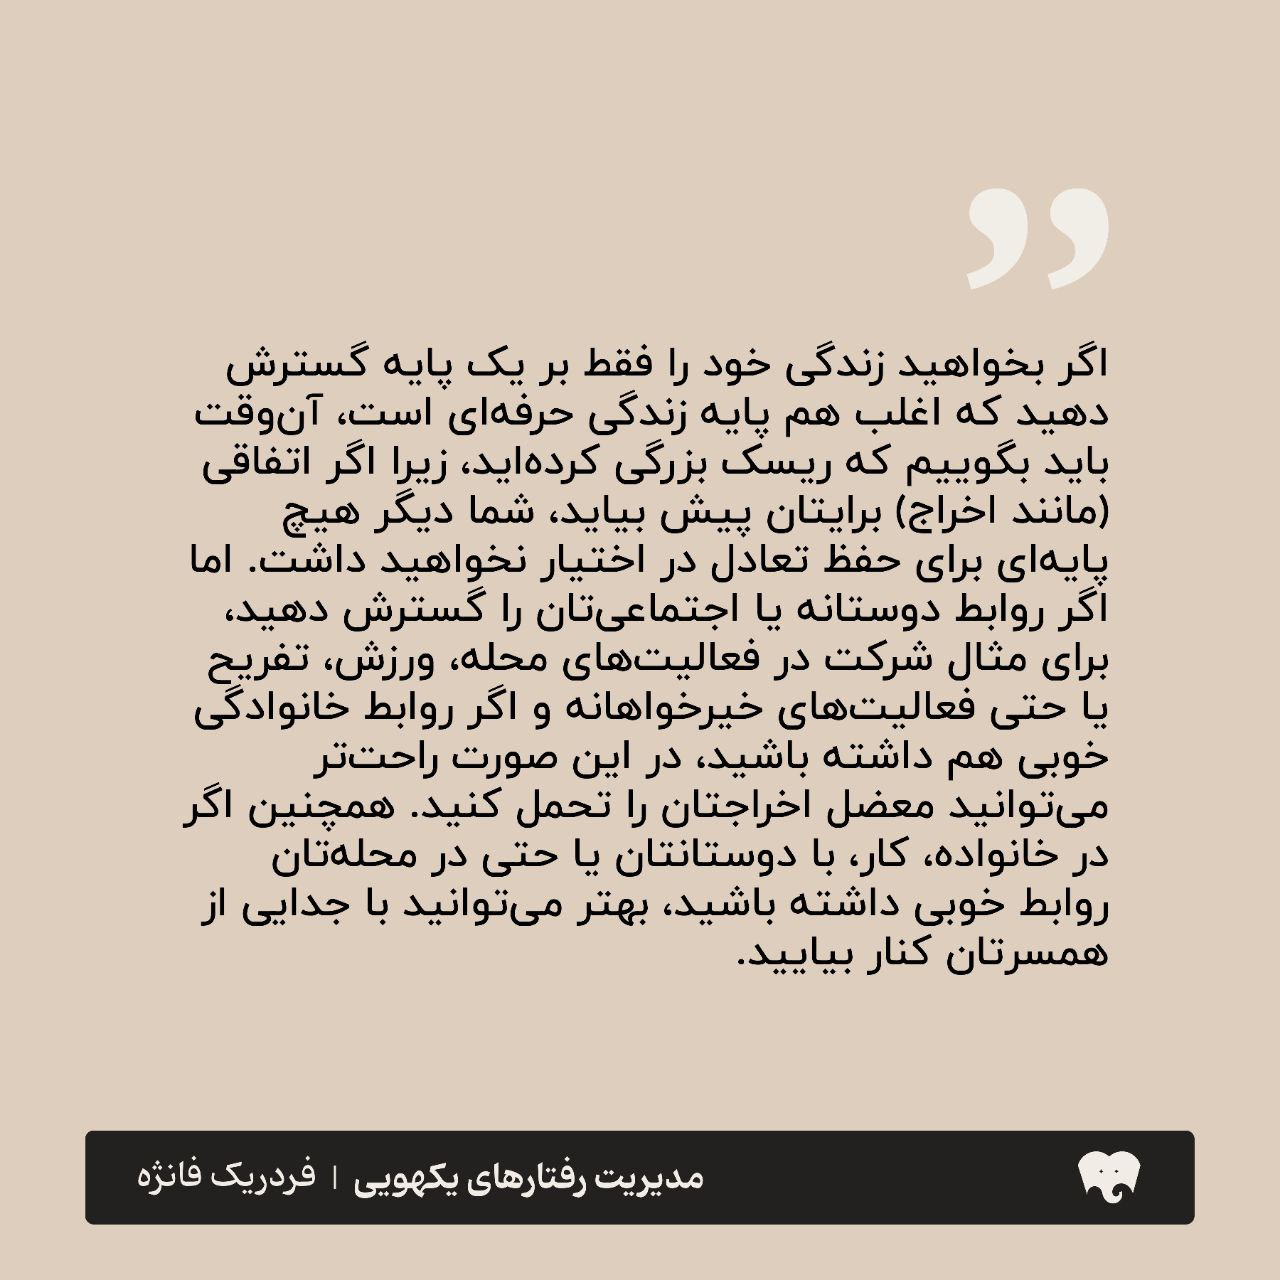 اگر بخواهید زندگی خود را فقط بر یک پایه گسترش
دهید که اغلب هم پایه زندگی حرفه‌ای است، آن‌وقت
باید بگوییم که ریسک بزرگی کرده‌اید، زیرا اگر اتفاقی
(مانند اخراج) برایتان پیش بیاید، شما دیگر هیچ
پایه‌ای برای حفظ تعادل در اختیار نخواهید داشت. اما
اگر روابط دوستانه یا اجتماعی‌تان را گسترش دهید،
برای مثال شرکت در فعالیت‌های محله، ورزش، تفریح
یا حتی فعالیت‌های خیرخواهانه و اگر روابط خانوادگی
خوبی هم داشته باشید، در این صورت راحت‌تر
می‌توانید معضل اخراجتان را تحمل کنید. همچنین اگر
در خانواده، کار، با دوستانتان یا حتی در محله‌تان
روابط خوبی داشته باشید، بهتر می‌توانید با جدایی از
همسرتان کنار بیایید.
مدیریت رفتارهای یکهویی | فردریک فانژه